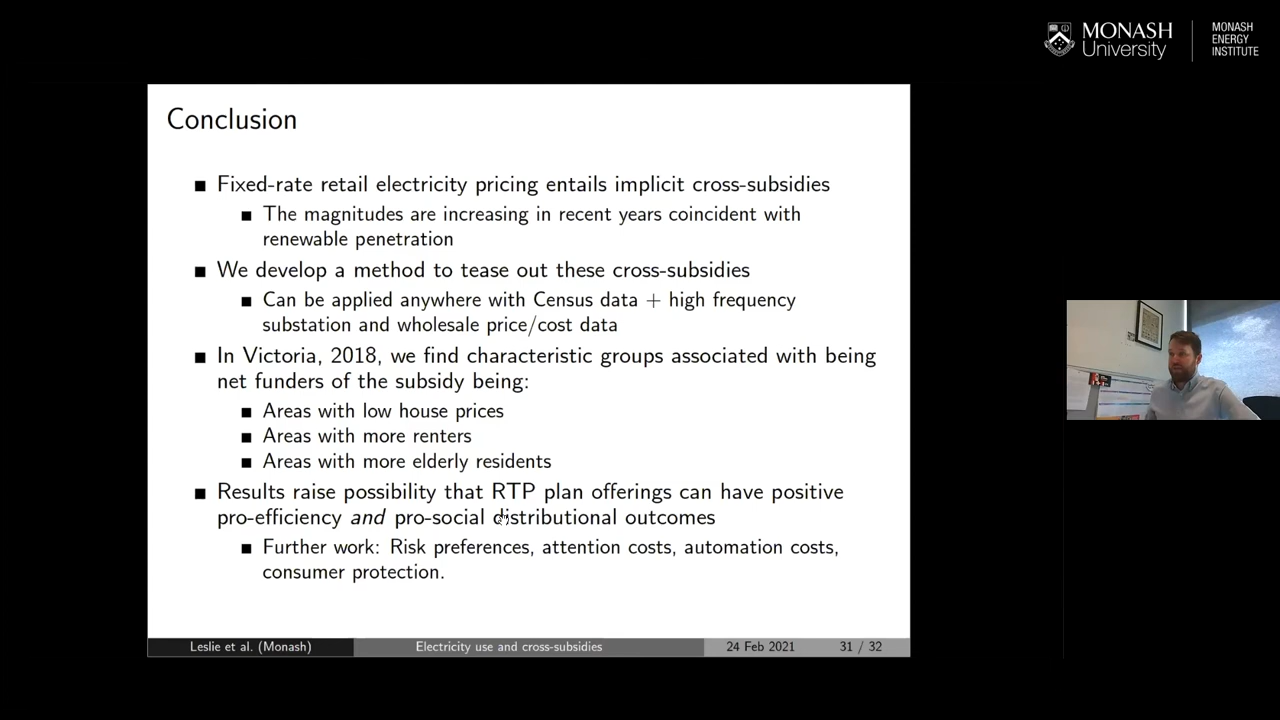 MONASH
University
MONASH
ENERGY
INSTITUTE
Conclusion
■ Fixed-rate retail electricity pricing entails implicit cross-subsidies
■ The magnitudes are increasing in recent years coincident with
renewable penetration
■ We develop a method to tease out these cross-subsidies
■ Can be applied anywhere with Census data + high frequency
substation and wholesale price/cost data
■ In Victoria, 2018, we find characteristic groups associated with being
net funders of the subsidy being:
■ Areas with low house prices
■ Areas with more renters
■ Areas with more elderly residents
■ Results raise possibility that RTP plan offerings can have positive
pro-efficiency and pro-social distributional outcomes
■ Further work: Risk preferences, attention costs, automation costs,
consumer protection.
Leslie et al. (Monash) Electricity use and cross-subsidies 24 Feb 2021 31 / 32